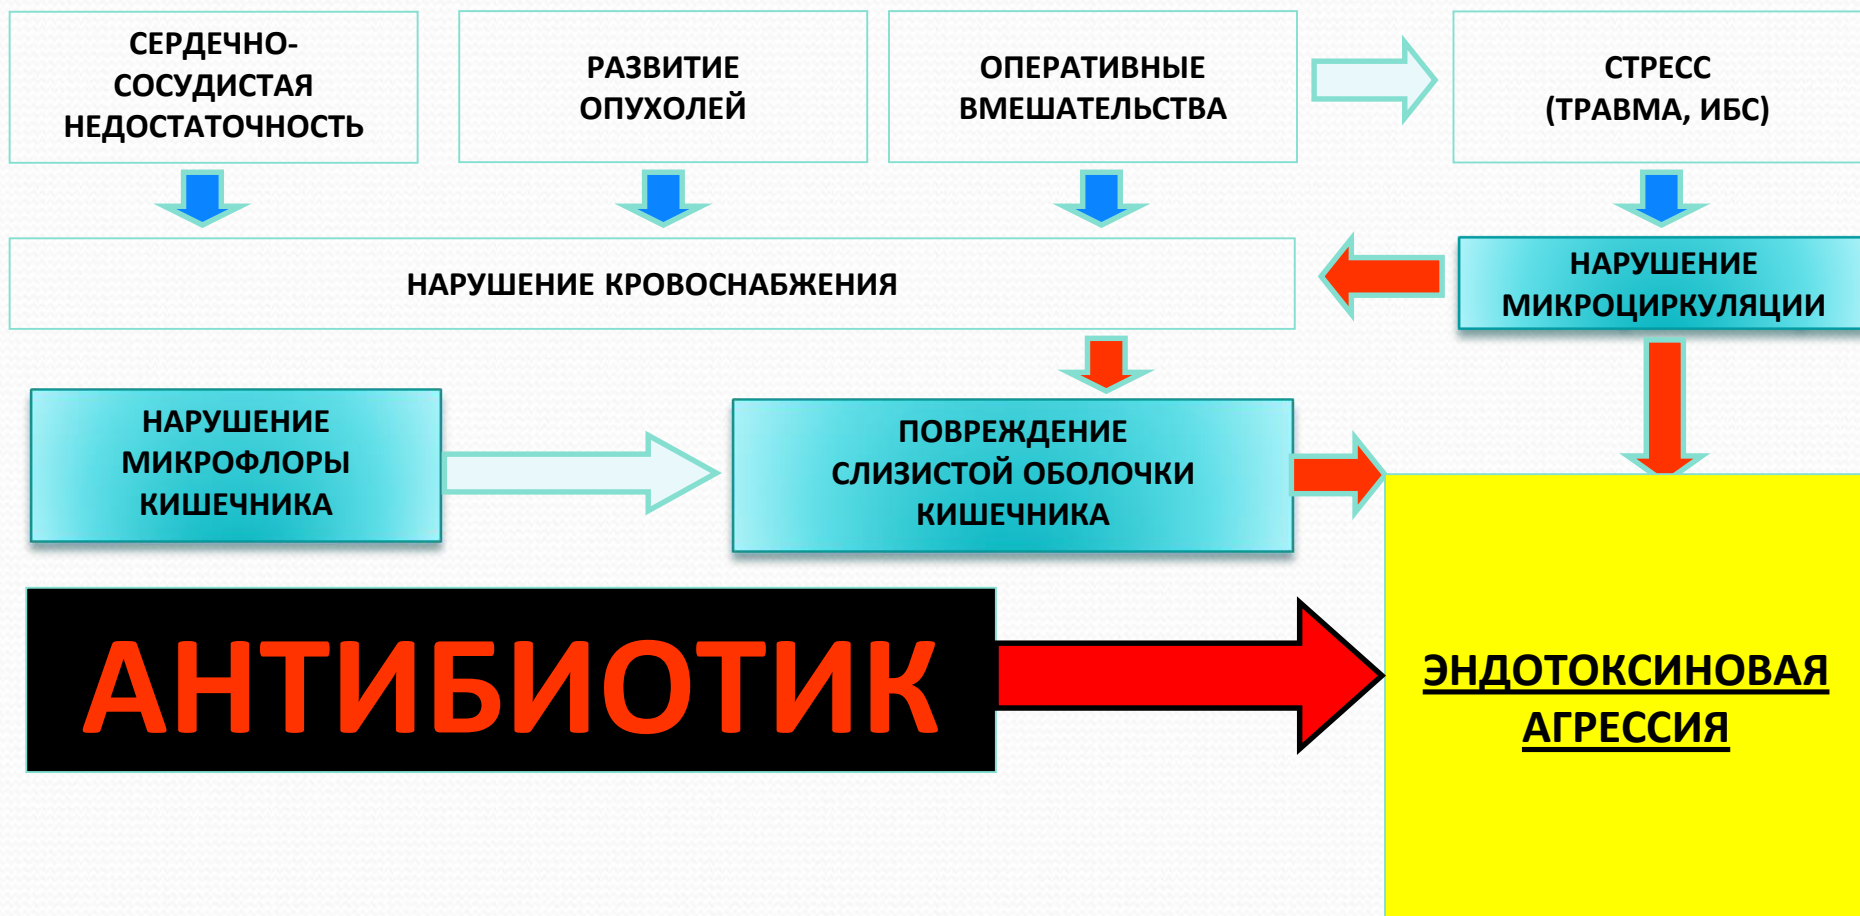 СЕРДЕЧНО-
СОСУДИСТАЯ
НЕДОСТАТОЧНОСТЬ
РАЗВИТИЕ
ОПУХОЛЕЙ
ОПЕРАТИВНЫЕ
ВМЕШАТЕЛЬСТВА
СТРЕСС
(ТРАВМА, ИБС)
НАРУШЕНИЕ КРОВОСНАБЖЕНИЯ
НАРУШЕНИЕ
МИКРОЦИРКУЛЯЦИИ
НАРУШЕНИЕ
МИКРОФЛОРЫ
КИШЕЧНИКА
ПОВРЕЖДЕНИЕ
СЛИЗИСТОЙ ОБОЛОЧКИ
КИШЕЧНИКА
АНТИБИОТИК
ЭНДОТОКСИНОВАЯ
АГРЕССИЯ